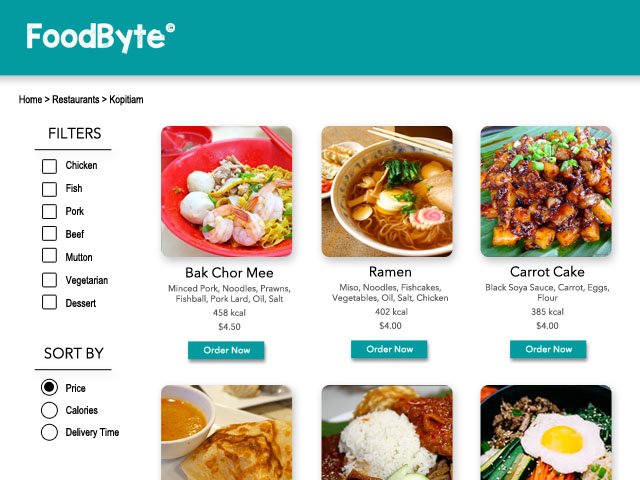 FoodByte©
Home > Restaurants > Kopitiam
FILTERS
Chicken
Fish
Pork
Beef
Mutton
Vegetarian
Dessert
SORT BY
Price
Calories
Delivery Time
Bak Chor Mee
Minced Pork, Noodles, Prawns,
Fishball, Pork Lard, Oil, Salt
458 kcal
$4.50
Order Now
Ramen
Miso, Noodles, Fishcakes,
Vegetables, Oil, Salt, Chicken
402 kcal
$4.00
Order Now
Carrot Cake
Black Soya Sauce, Carrot, Eggs,
Flour
385 kcal
$4.00
Order Now